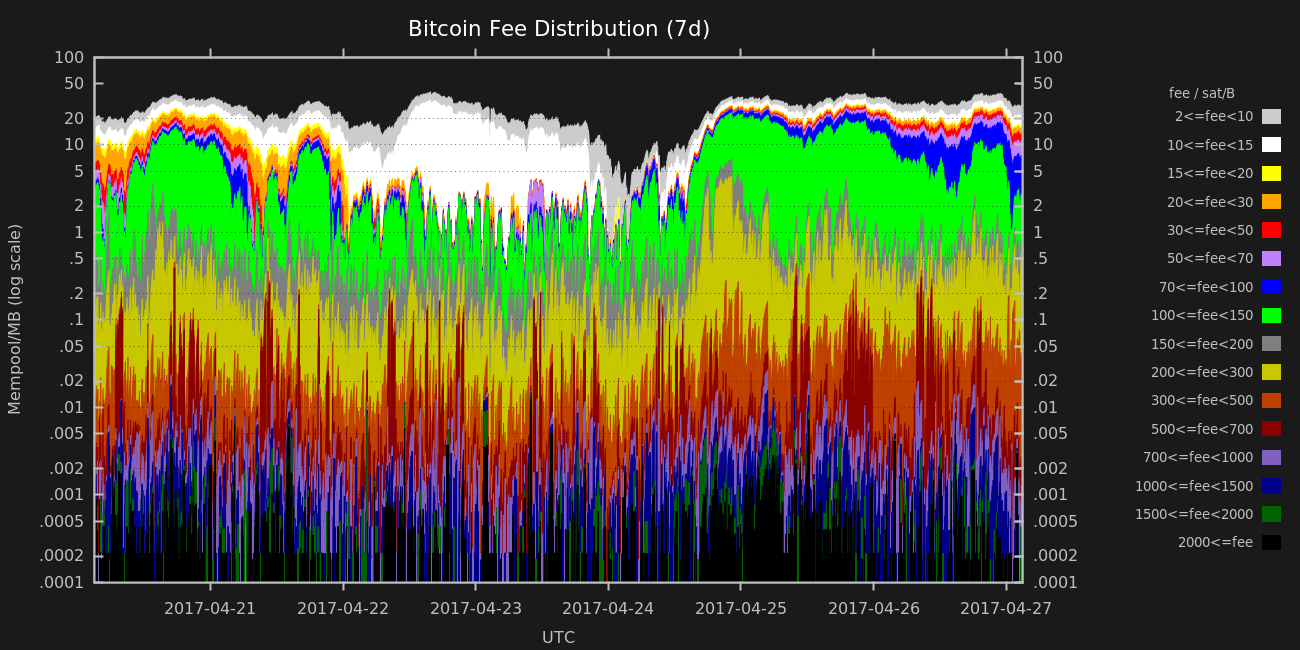 Bitcoin Fee Distribution (7d)
100 100
50 50
20 20
10 10
5 5
2 2
1 1
.5 .5
.2 .2
.1 .1
.05 .05
.02 .02
.01 .01
.005 .005
.002 .002
.001 .001
.0005 .0005
.0002 .0002
.0001 .0001
Mempool/MB (log scale)
2017-04-21 2017-04-22 2017-04-23 2017-04-24 2017-04-25 2017-04-26 2017-04-27
UTC
fee / sat/B
2<=fee<10
10<=fee<15
15<=fee<20
20<=fee<30
30<=fee<50
50<=fee<70
70<=fee<100
100<=fee<150
150<=fee<200
200<=fee<300
300<=fee<500
500<=fee<700
700<=fee<1000
1000<=fee<1500
1500<=fee<2000
2000<=fee